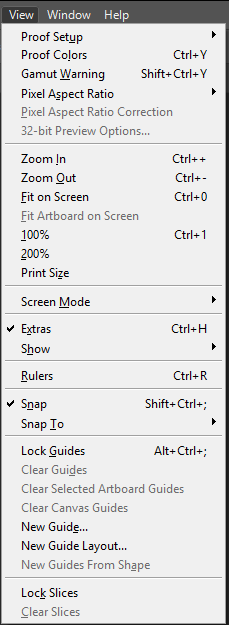 View Window Help
Proof Setup
Proof Colors Ctrl+Y
Gamut Warning Shift+Ctrl+Y
Pixel Aspect Ratio
Pixel Aspect Ratio Correction
32-bit Preview Options...
Zoom In Ctrl++
Zoom Out Ctrl+-
Fit on Screen Ctrl+0
Fit Artboard on Screen
100% Ctrl+1
200%
Print Size
Screen Mode
Extras Ctrl+H
Show
Rulers Ctrl+R
Snap Shift+Ctrl+;
Snap To
Lock Guides Alt+Ctrl+;
Clear Guides
Clear Selected Artboard Guides
Clear Canvas Guides
New Guide...
New Guide Layout...
New Guides From Shape
Lock Slices
Clear Slices